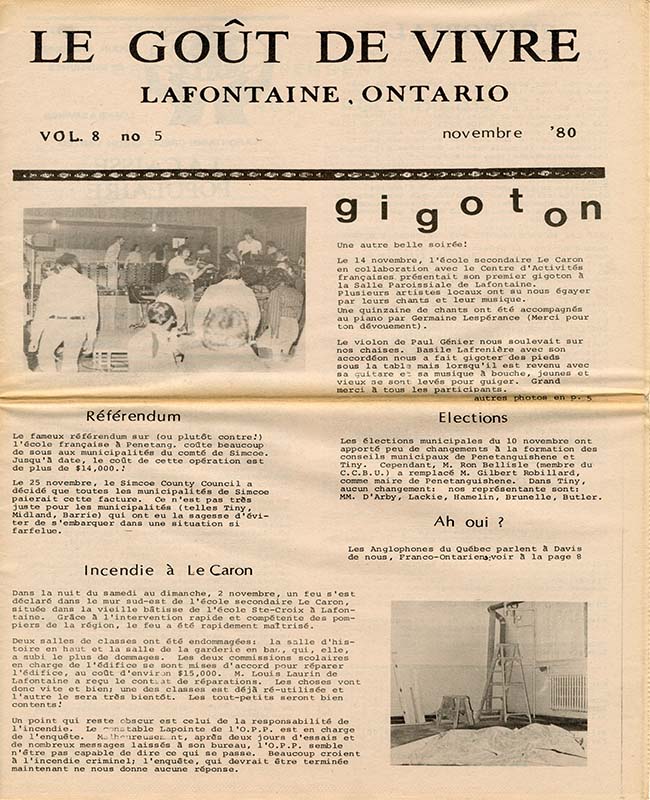 LE GOÛT DE VIVRE
LAFONTAINE, ONTARIO
VOL. 8 no 5
novembre '80
gigoton
Une autre belle soirée!
Le 14 novembre, l'école secondaire Le Caron
en collaboration avec le Centre d'Activités
françaises présentait son premier gigoton à
la Salle Paroissiale de Lafontaine.
Plusieurs artistes locaux ont su nous égayer
par leurs chants et leur musique.
Une quinzaine de chants ont été accompagnés
au piano par Germaine Lespérance (Merci pour
ton dévouement).
Le violon de Paul Génier nous soulevait sur
nos chaises. Basile Lafrenière avec son
accordéon nous a fait gigoter des pieds
sous la table mais lorsqu'il est revenu avec
sa guitare et sa musique à bouche, jeunes et
vieux se sont levés pour guiger. Grand
merci à tous les participants.
autres photos en p. 5
Référendum
Le fameux référendum sur (ou plutôt contre!)
l'école française à Penetang. coûte beaucoup
de sous aux municipalités du comté de Simcoe.
Jusqu'à date, le coût de cette opération est
de plus de $14,000.!
Le 25 novembre, le Simcoe County Council a
décidé que toutes les municipalités de Simcoe
paierait cette facture. Ce n'est pas très
juste pour les municipalités (telles Tiny,
Midland, Barrie) qui ont eu la sagesse d'évi-
ter de s'embarquer dans une situation si
farfelue.
Elections
Les élections municipales du 10 novembre ont
apporté peu de changements à la formation des
conseils municipaux de Penetanguishene et
Tiny. Cependant, M. Ron Bellisle (membre du
C.C.B.U.) a remplacé M. Gilbert Robillard,
comme maire de Penetanguishene. Dans Tiny,
aucun changement: nos représentants sont:
MM. D'Arby, Lackie, Hamelin, Brunelle, Butler.
Ah oui ?
Les Anglophones du Québec parlent à Davis
de nous, Franco-Ontariens; voir à la page 8
Incendie à Le Caron
Dans la nuit du samedi au dimanche, 2 novembre, un feu s'est
déclaré dans le mur sud-est de l'école secondaire Le Caron,
située dans la vieille bâtisse de l'école Ste-Croix à Lafon-
taine. Grâce à l'intervention rapide et compétente des pom-
piers de la région, le feu a été rapidement maîtrisé.
Deux salles de classes ont été endommagées: la salle d'his-
toire en haut et la salle de la garderie en bas, qui, elle,
a subi le plus de dommages. Les deux commissions scolaires
en charge de l'édifice se sont mises d'accord pour réparer
l'édifice, au coût d'environ $15,000. M. Louis Laurin de
Lafontaine a reçu le contrat de réparations. Les choses vont
donc vite et bien; une des classes est déjà ré-utilisée et
l'autre le sera très bientôt. Les tout-petits seront bien
contents!
Un point qui reste obscur est celui de la responsabilité de
l'incendie. Le constable Lapointe de l'O.P.P. est en charge
de l'enquête. Malheureusement, après deux jours d'essais et
de nombreux messages laissés à son bureau, l'O.P.P. semble
n'être pas capable de dire ce qui se passe. Beaucoup croient
à l'incendie criminel; l'enquête, qui devrait être terminée
maintenant ne nous donne aucune réponse.